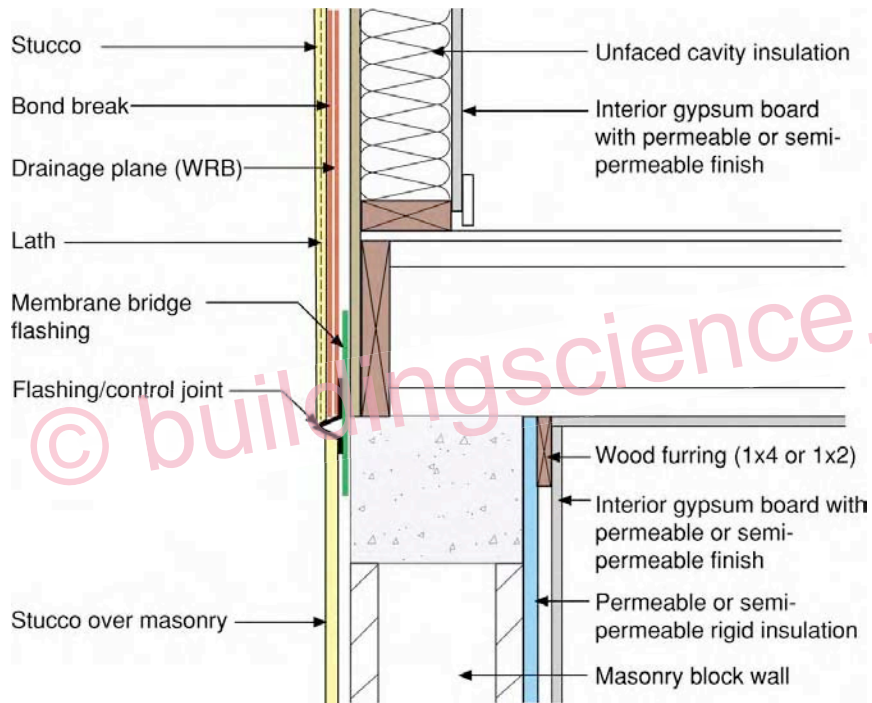 Stucco
Bond break
Drainage plane (WRB)
Lath
Membrane bridge
flashing
Flashing/control joint
Stucco over masonry
Unfaced cavity insulation
Interior gypsum board
with permeable or semi-
permeable finish
Wood furring (1x4 or 1x2)
Interior gypsum board with
permeable or semi-
permeable finish
Permeable or semi-
permeable rigid insulation
Masonry block wall
© buildingscience.